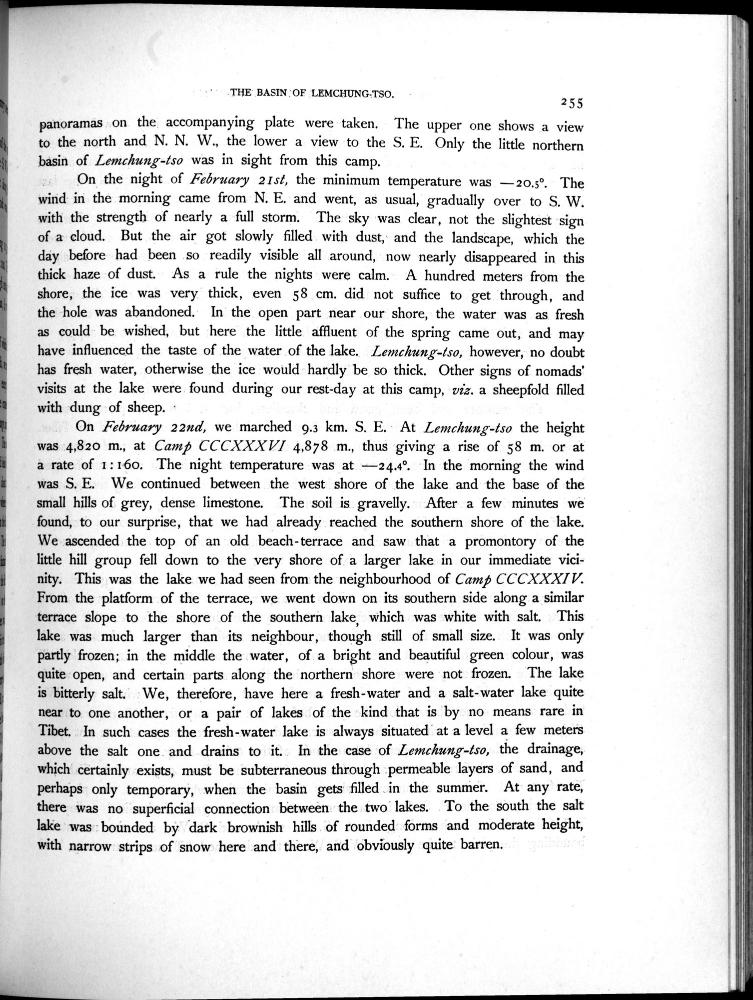 THE BASIN OF LEMCHUNG-TSO.
255
panoramas on the accompanying plate were taken. The upper one shows a view
to the north and N. N. W., the lower a view to the S. E. Only the little northern
basin of Lemchung-tso was in sight from this camp.
On the night of February 21st, the minimum temperature was —20.5°. The
wind in the morning came from N. E. and went, as usual, gradually over to S. W.
with the strength of nearly a full storm. The sky was clear, not the slightest sign
of a cloud. But the air got slowly filled with dust, and the landscape, which the
day before had been so readily visible all around, now nearly disappeared in this
thick haze of dust. As a rule the nights were calm. A hundred meters from the
shore, the ice was very thick, even 58 cm. did not suffice to get through, and
the hole was abandoned. In the open part near our shore, the water was as fresh
as could be wished, but here the little affluent of the spring came out, and may
have influenced the taste of the water of the lake. Lemchung-tso, however, no doubt
has fresh water, otherwise the ice would hardly be so thick. Other signs of nomads'
visits at the lake were found during our rest-day at this camp, viz. a sheepfold filled
with dung of sheep.
On February 22nd, we marched 9.3 km. S. E. At Lemchung-tso the height
was 4,820 m., at Camp CCCXXXVI 4,878 m., thus giving a rise of 58 m. or at
a rate of 1:160. The night temperature was at —24.4°. In the morning the wind
was S. E. We continued between the west shore of the lake and the base of the
small hills of grey, dense limestone. The soil is gravelly. After a few minutes we
found, to our surprise, that we had already reached the southern shore of the lake.
We ascended the top of an old beach-terrace and saw that a promontory of the
little hill group fell down to the very shore of a larger lake in our immediate vici-
nity. This was the lake we had seen from the neighbourhood of Camp CCCXXXIV.
From the platform of the terrace, we went down on its southern side along a similar
terrace slope to the shore of the southern lake, which was white with salt. This
lake was much larger than its neighbour, though still of small size. It was only
partly frozen; in the middle the water, of a bright and beautiful green colour, was
quite open, and certain parts along the northern shore were not frozen. The lake
is bitterly salt. We, therefore, have here a fresh-water and a salt-water lake quite
near to one another, or a pair of lakes of the kind that is by no means rare in
Tibet. In such cases the fresh-water lake is always situated at a level a few meters
above the salt one and drains to it. In the case of Lemchung-tso, the drainage,
which certainly exists, must be subterraneous through permeable layers of sand, and
perhaps only temporary, when the basin gets filled in the summer. At any rate,
there was no superficial connection between the two lakes. To the south the salt
lake was bounded by dark brownish hills of rounded forms and moderate height,
with narrow strips of snow here and there, and obviously quite barren.